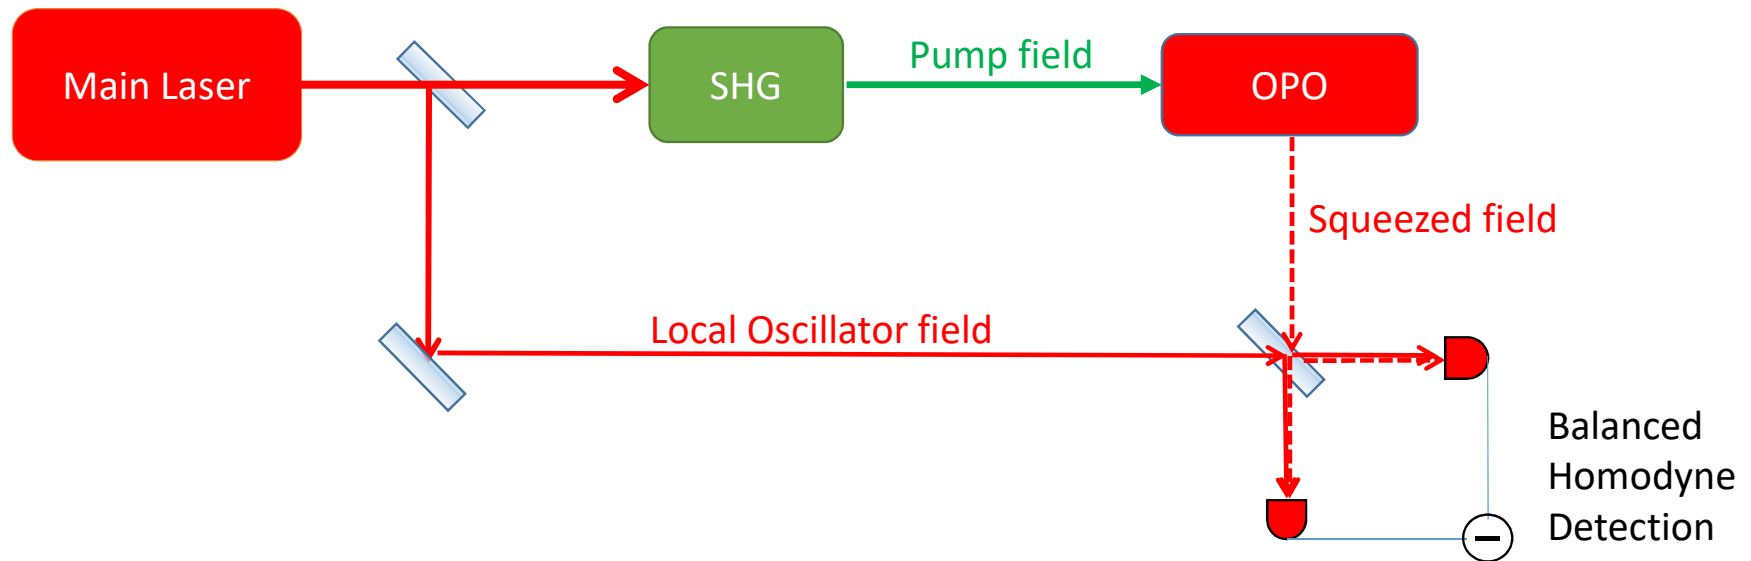 Main Laser
SHG
Pump field
OPO
Squeezed field
Local Oscillator field
Balanced
Homodyne
Detection